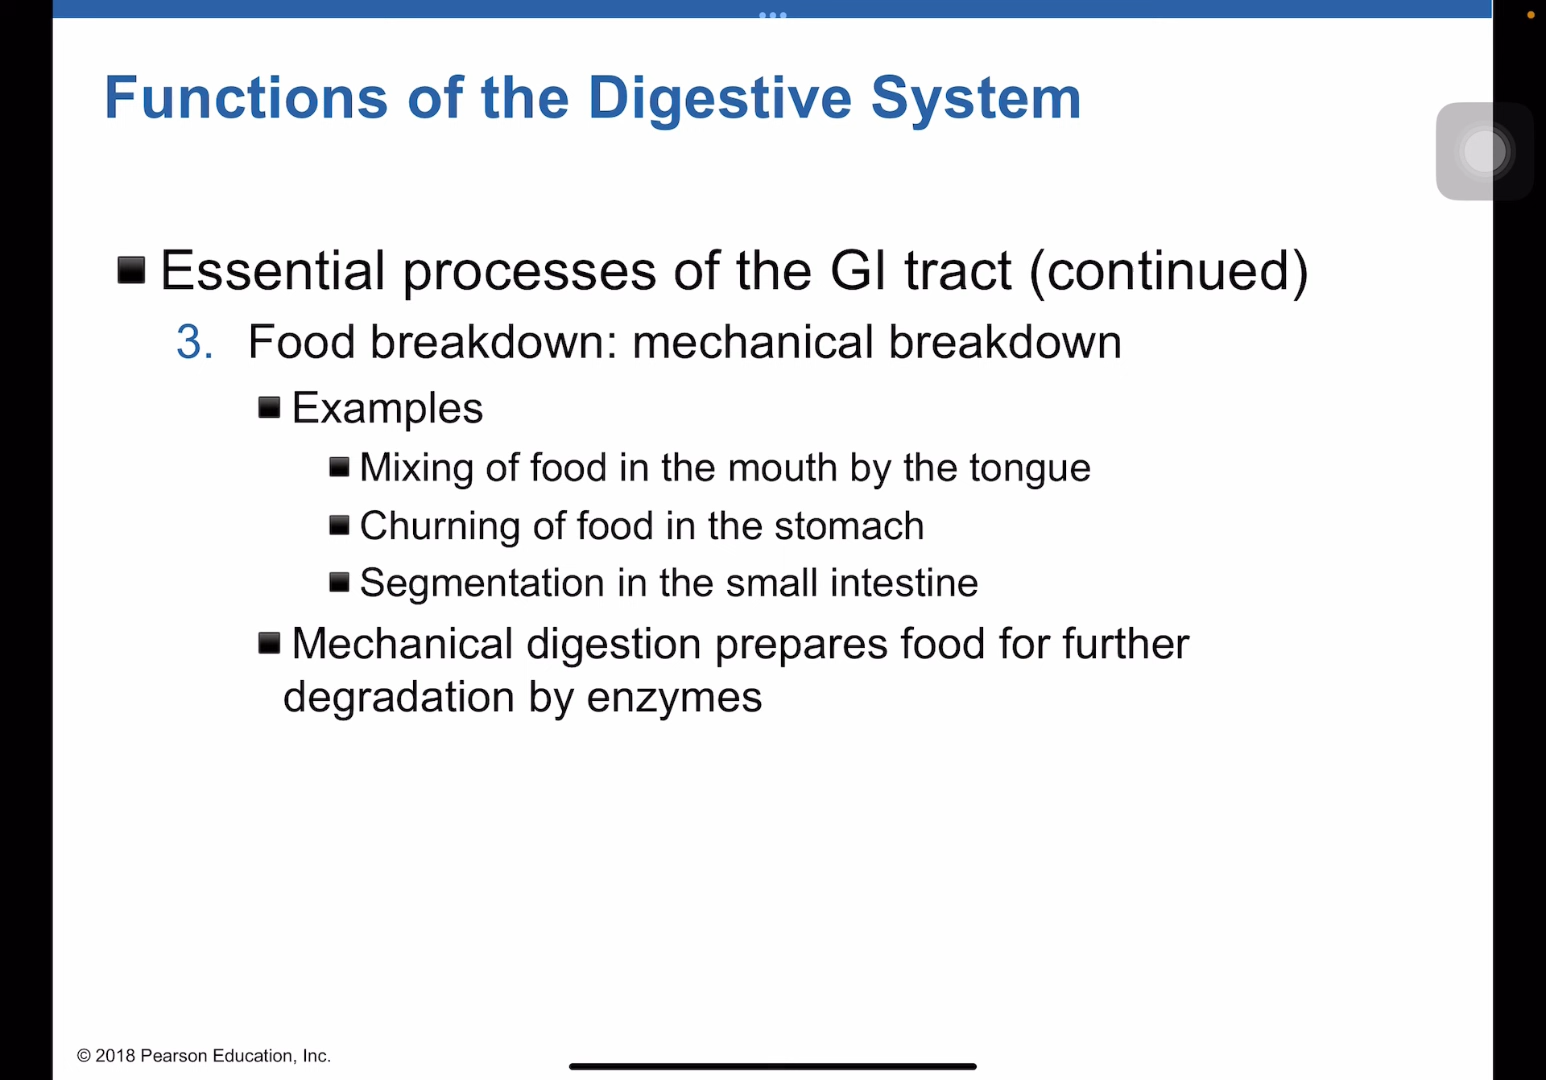 Functions of the Digestive System
Essential processes of the GI tract (continued)
3. Food breakdown: mechanical breakdown
Examples
Mixing of food in the mouth by the tongue
Churning of food in the stomach
Segmentation in the small intestine
Mechanical digestion prepares food for further
degradation by enzymes
© 2018 Pearson Education, Inc.